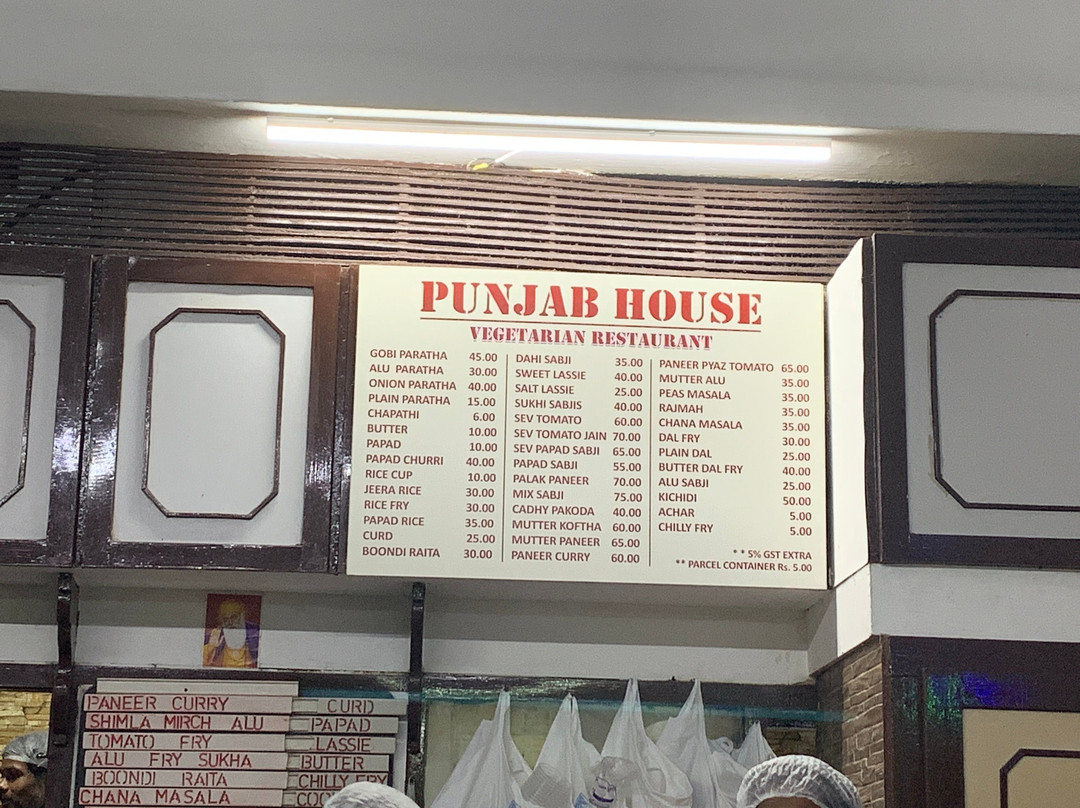 PUNJAB HOUSE
VEGETARIAN RESTAURANT
GOBI PARATHA 45.00
ALU PARATHA 30.00
ONION PARATHA 40.00
PLAIN PARATHA 15.00
CHAPATHI 6.00
BUTTER 10.00
PAPAD 10.00
PAPAD CHURRI 40.00
RICE CUP 10.00
JEERA RICE 30.00
RICE FRY 30.00
PAPAD RICE 35.00
CURD 25.00
BOONDI RAITA 30.00
DAHI SABJI 35.00
SWEET LASSIE 40.00
SALT LASSIE 25.00
SUKHI SABJIS 40.00
SEV TOMATO 60.00
SEV TOMATO JAIN 70.00
SEV PAPAD SABJI 65.00
PAPAD SABJI 55.00
PALAK PANEER 70.00
MIX SABJI 75.00
CADHY PAKODA 40.00
MUTTER KOFTHA 60.00
MUTTER PANEER 65.00
PANEER CURRY 60.00
PANEER PYAZ TOMATO 65.00
MUTTER ALU 35.00
PEAS MASALA 35.00
RAJMAH 35.00
CHANA MASALA 35.00
DAL FRY 30.00
PLAIN DAL 25.00
BUTTER DAL FRY 40.00
ALU SABJI 25.00
KICHIDI 50.00
ACHAR 5.00
CHILLY FRY 5.00
* * 5% GST EXTRA
** PARCEL CONTAINER Rs. 5.00
PANEER CURRY
SHIMLA MIRCH ALU
TOMATO FRY
ALU FRY SUKHA
BOONDI RAITA
CHANA MASALA
CURD
PAPAD
LASSIE
BUTTER
CHILLY FRY